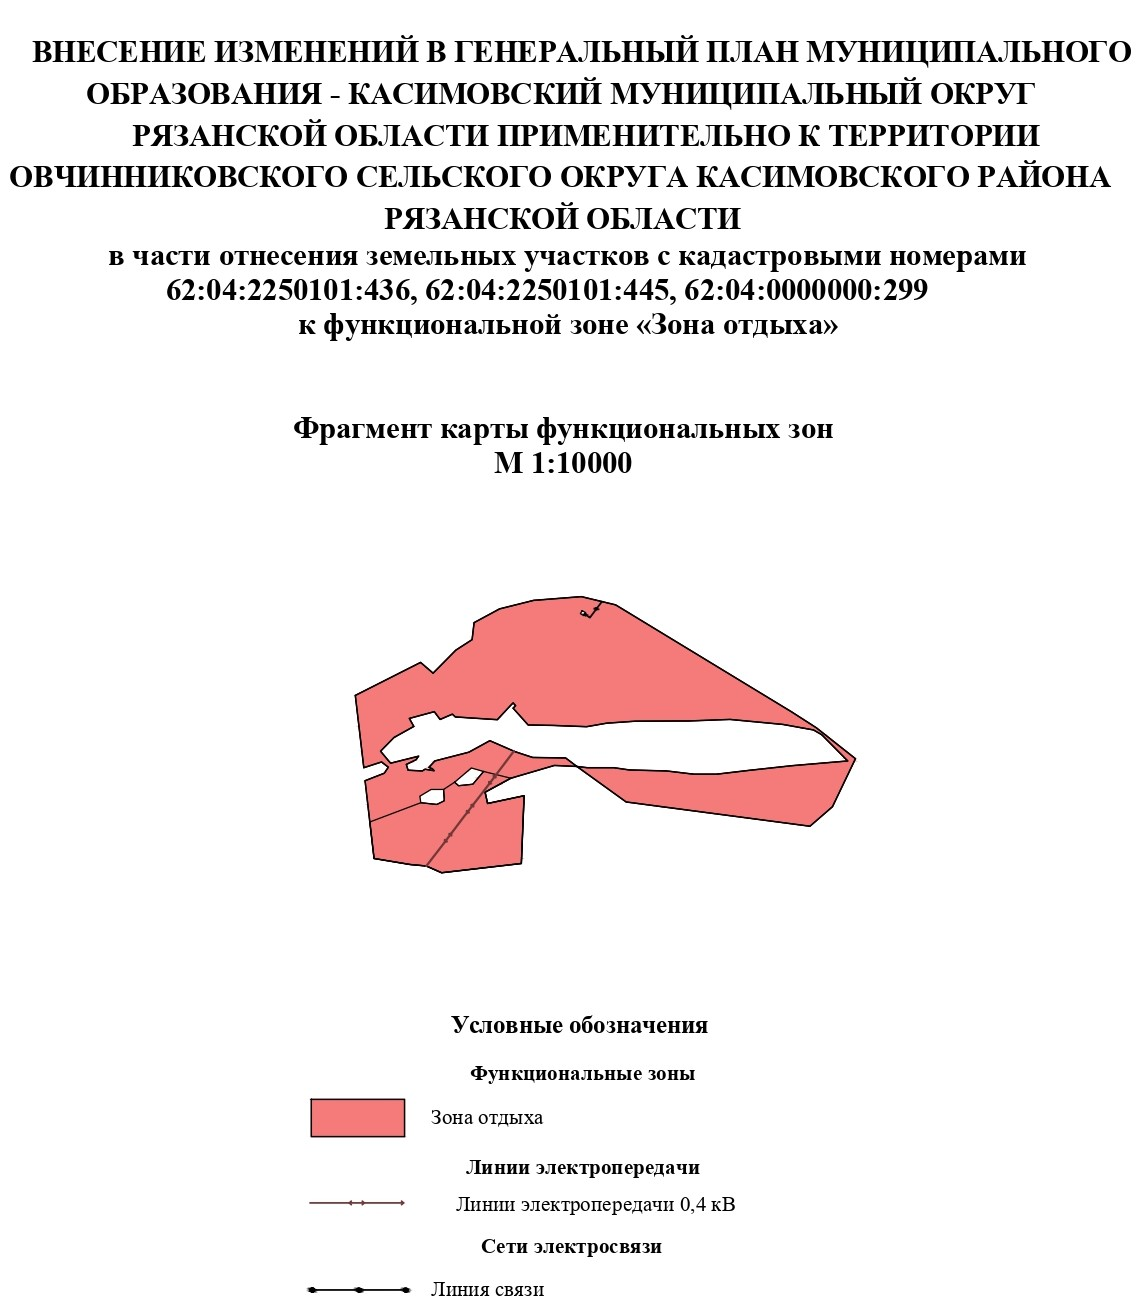 ВНЕСЕНИЕ ИЗМЕНЕНИЙ В ГЕНЕРАЛЬНЫЙ ПЛАН МУНИЦИПАЛЬНОГО
ОБРАЗОВАНИЯ - КАСИМОВСКИЙ МУНИЦИПАЛЬНЫЙ ОКРУГ
РЯЗАНСКОЙ ОБЛАСТИ ПРИМЕНИТЕЛЬНО К ТЕРРИТОРИИ
ОВЧИННИКОВСКОГО СЕЛЬСКОГО ОКРУГА КАСИМОВСКОГО РАЙОНА
РЯЗАНСКОЙ ОБЛАСТИ
в части отнесения земельных участков с кадастровыми номерами
62:04:2250101:436, 62:04:2250101:445, 62:04:0000000:299
к функциональной зоне «Зона отдыха»
Фрагмент карты функциональных зон
М 1:10000
Условные обозначения
Функциональные зоны
Зона отдыха
Линии электропередачи
Линии электропередачи 0,4 кВ
Сети электросвязи
Линия связи